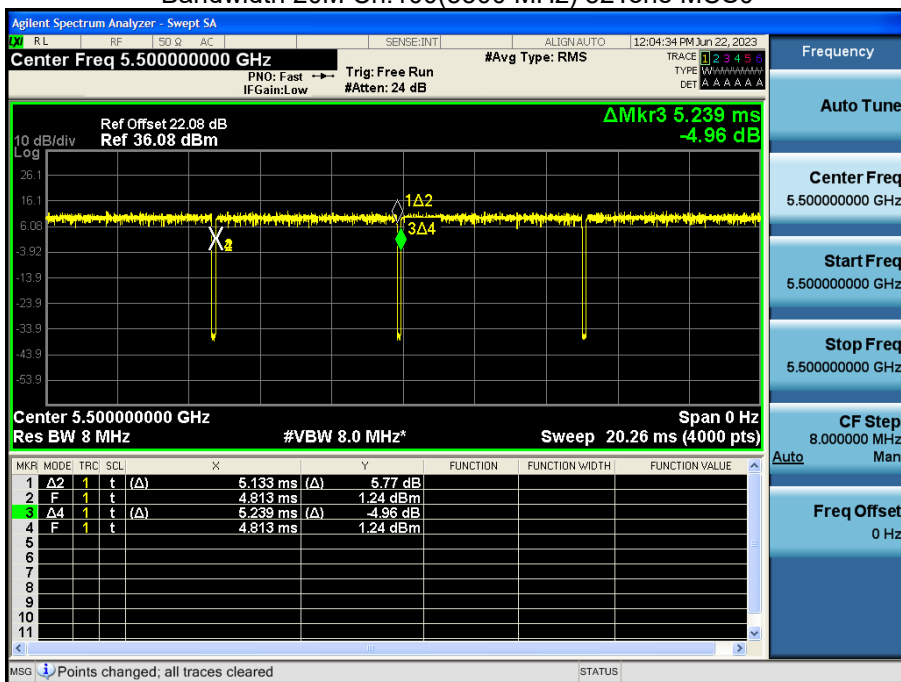 Agilent Spectrum Analyzer - Swept SA
LXI RL RF 50 Ω AC SENSE:INT ALIGN AUTO 12:04:34 PM Jun 22, 2023
Center Freq 5.500000000 GHz #Avg Type: RMS TRACE 1 2 3 4 5 6
PNO: Fast Trig: Free Run TYPE WWWWWW
IFGain:Low #Atten: 24 dB DET A A A A A A
Frequency
Auto Tune
Center Freq
5.500000000 GHz
Start Freq
5.500000000 GHz
Stop Freq
5.500000000 GHz
CF Step
8.000000 MHz
Auto Man
Freq Offset
0 Hz
ΔMkr3 5.239 ms
-4.96 dB
Ref Offset 22.08 dB
10 dB/div Ref 36.08 dBm
Log
26.1
16.1
6.08
-3.92
-13.9
-23.9
-33.9
-43.9
-53.9
1Δ2
3Δ4
Center 5.500000000 GHz Span 0 Hz
Res BW 8 MHz #VBW 8.0 MHz* Sweep 20.26 ms (4000 pts)
MKR MODE TRC SCL X Y FUNCTION FUNCTION WIDTH FUNCTION VALUE
1 Δ2 1 t (Δ) 5.133 ms (Δ) 5.77 dB
2 F 1 t 4.813 ms 1.24 dBm
3 Δ4 1 t (Δ) 5.239 ms (Δ) -4.96 dB
4 F 1 t 4.813 ms 1.24 dBm
5
6
7
8
9
10
11
MSG Points changed; all traces cleared STATUS